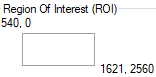 Region Of Interest (ROI)
540, 0
1621, 2560